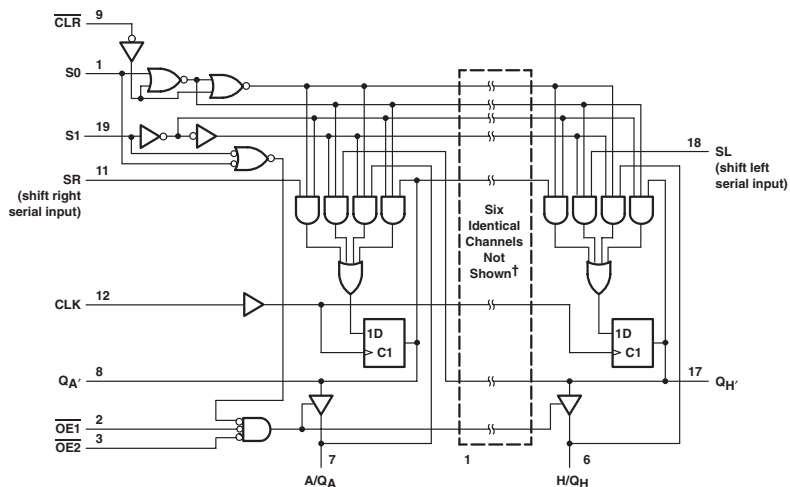 CLR 9
S0 1
S1 19
18 SL
(shift left
serial input)
SR 11
(shift right
serial input)
Six
Identical
Channels
Not
Shown†
CLK 12
1D
C1
1D
C1
QA′ 8
17 QH′
OE1 2
OE2 3
7
A/QA
1
6
H/QH